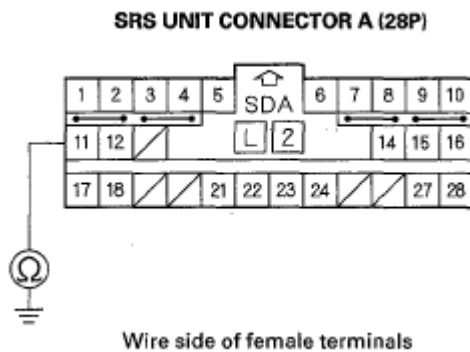 SRS UNIT CONNECTOR A (28P)
1 2 3 4 5 6 7 8 9 10
SDA
11 12 L 2 14 15 16
17 18 21 22 23 24 27 28
Ω
Wire side of female terminals